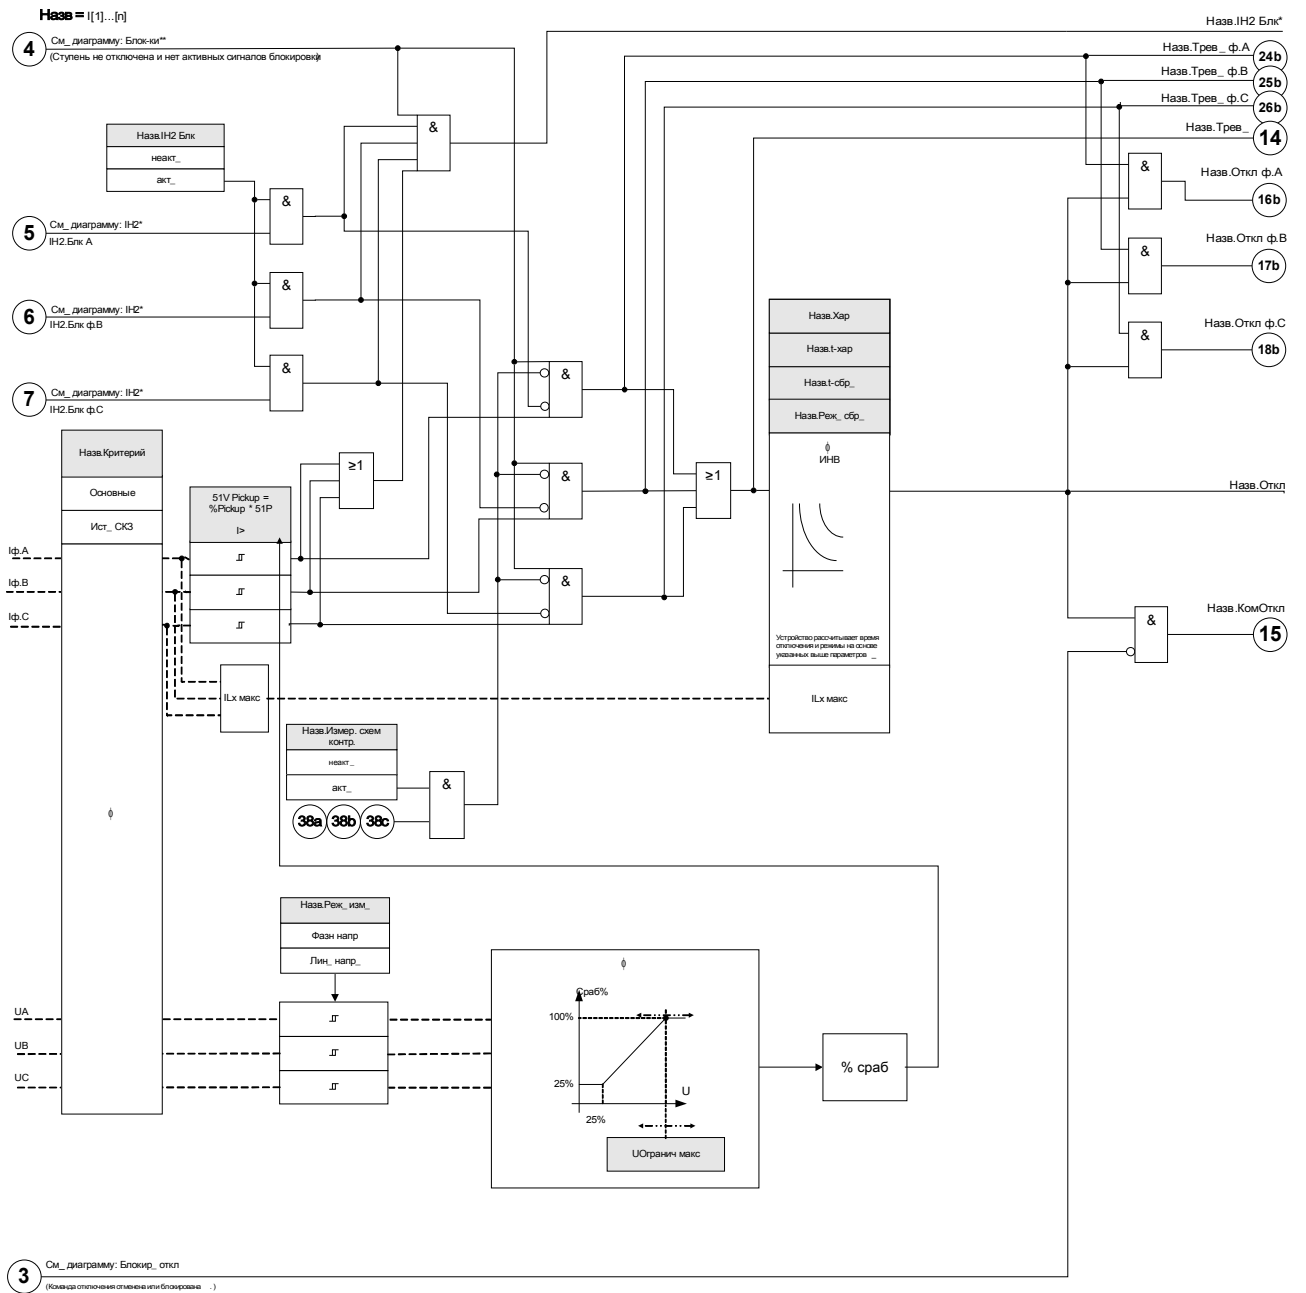 Назв = I[1]...[n]
Назв.IH2 Блк*
4
См_ диаграмму: Блок-ки**
(Ступень не отключена и нет активных сигналов блокировки)
Назв.Трев_ ф.A
24b
Назв.Трев_ ф.B
25b
Назв.Трев_ ф.C
26b
Назв.Трев_
14
Назв.IH2 Блк
неакт_
акт_
&
&
&
Назв.Откл ф.A
16b
5
См_ диаграмму: IH2*
IH2.Блк A
&
&
Назв.Откл ф.B
17b
6
См_ диаграмму: IH2*
IH2.Блк ф.B
&
Назв.Откл ф.C
18b
7
См_ диаграмму: IH2*
IH2.Блк ф.C
&
&
Назв.Хар
Назв.t-хар
Назв.t-сбр_
Назв.Реж_ сбр_
ϕ
ИНВ
Назв.Критерий
Основные
Ист_ СКЗ
≥1
&
≥1
51V Pickup =
%Pickup * 51P
I>
Назв.Откл
Iф.A
Iф.B
Iф.C
&
Назв.КомОткл
&
15
Устройство рассчитывает время
отключения и режимы на основе
указанных выше параметров _
ILx макс
ILx макс
Назв.Измер. схем
контр.
неакт_
акт_
&
38a
38b
38c
ϕ
Назв.Реж_ изм_
Фазн напр
Лин_ напр_
ϕ
Сраб%
100%
25%
U
25%
UОгранич макс
% сраб
UA
UB
UC
3
См_ диаграмму: Блокир_ откл
(Команда отключения отменена или блокирована . )